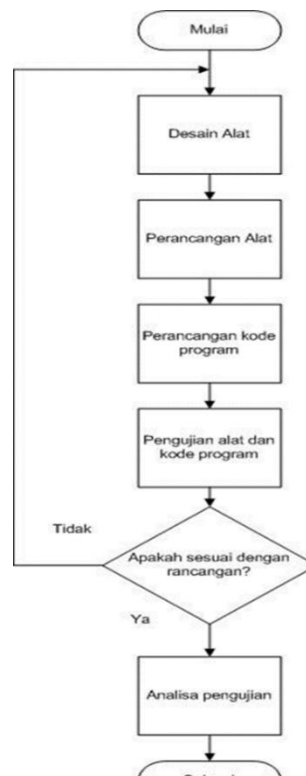 Mulai
Desain Alat
Perancangan Alat
Perancangan kode
program
Pengujian alat dan
kode program
Tidak
Apakah sesuai dengan
rancangan?
Ya
Analisa pengujian